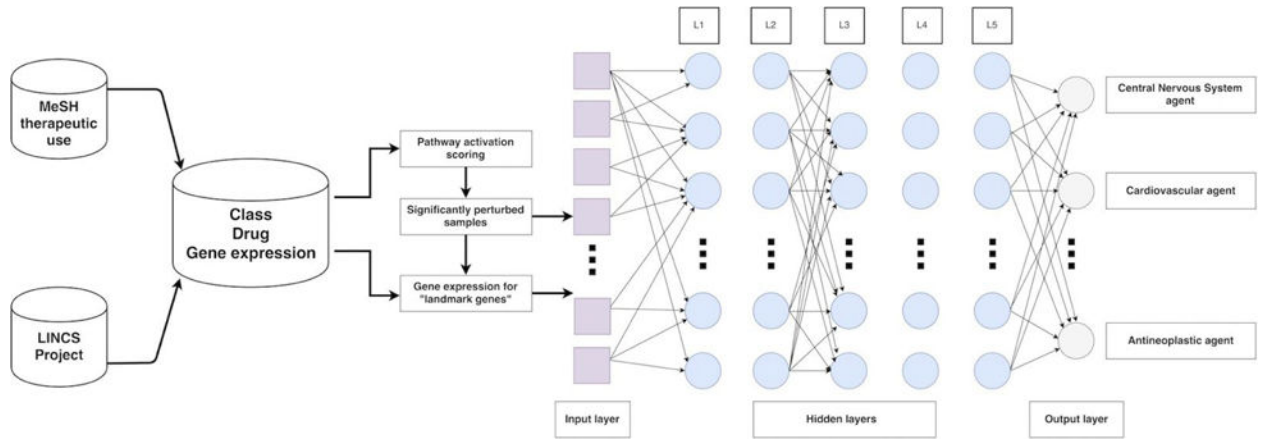 L1
L2
L3
L4
L5
MeSH
therapeutic
use
Class
Drug
Gene expression
LINCS
Project
Pathway activation
scoring
Significantly perturbed
samples
Gene expression for
"landmark genes"
Central Nervous System
agent
Cardiovascular agent
Antineoplastic agent
Input layer
Hidden layers
Output layer